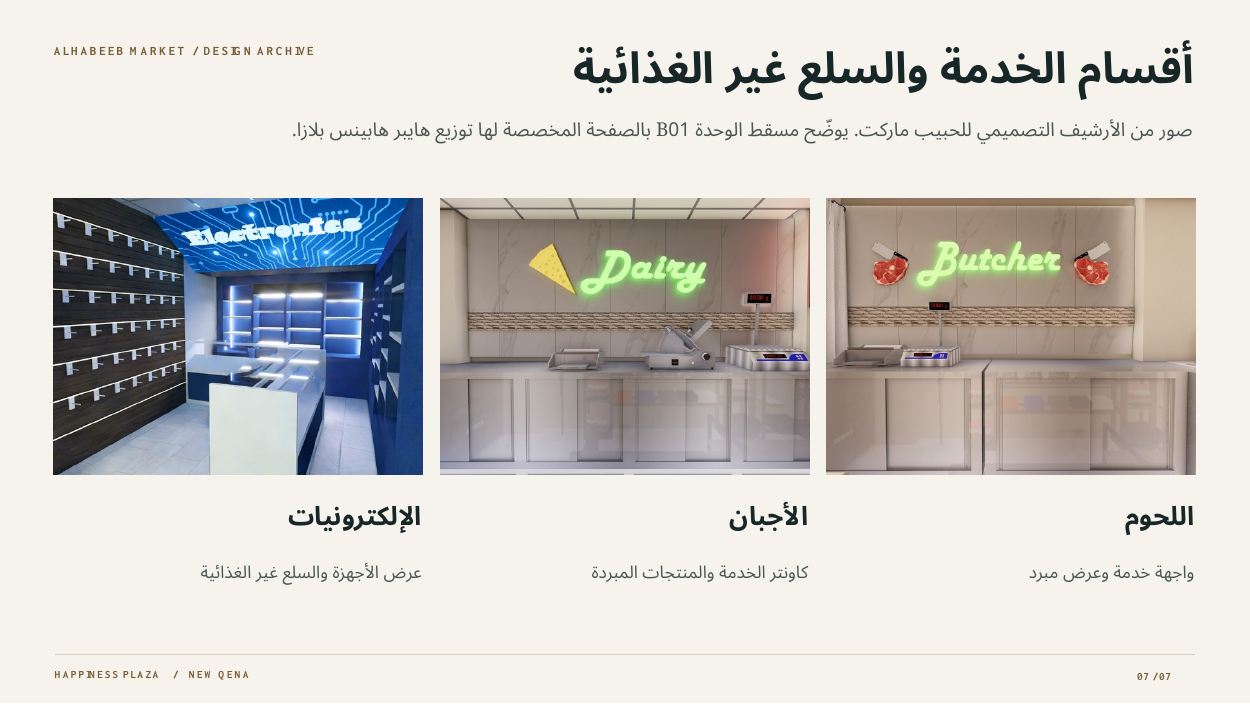 ALHABEEB MARKET / DESIGN ARCHIVE
أقسام الخدمة والسلع غير الغذائية
صور من الأرشيف التصميمي للحبيب ماركت. يوضّح مسقط الوحدة B01 بالصفحة المخصصة لها توزيع هايبر هابينس بلازا.
Butcher
Dairy
Electronics
اللحوم
الأجبان
الإلكترونيات
واجهة خدمة وعرض مبرد
كاونتر الخدمة والمنتجات المبردة
عرض الأجهزة والسلع غير الغذائية
HAPPINESS PLAZA / NEW QENA
07 / 07